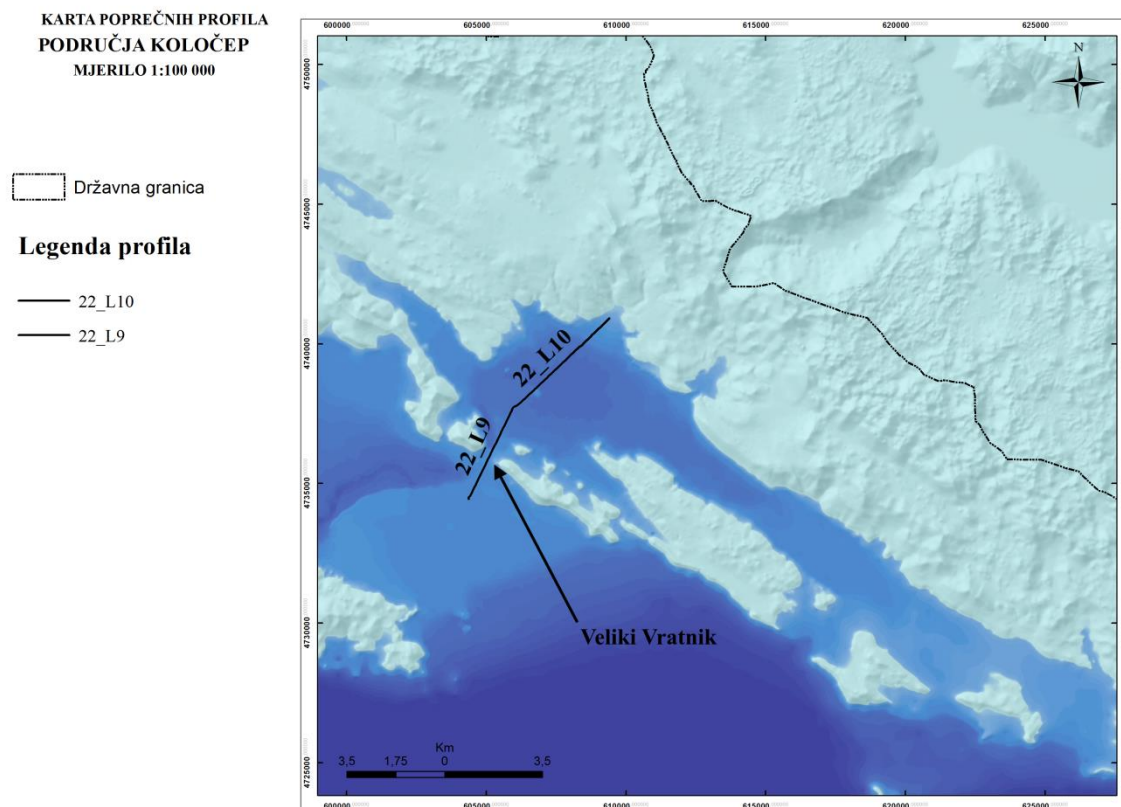 KARTA POPREČNIH PROFILA
PODRUČJA KOLOČEP
MJERILO 1:100 000
Državna granica
Legenda profila
22_L10
22_L9
600000 605000 610000 615000 620000 625000
N
4750000
4745000
4740000
4735000
4730000
4725000
22_L10
22_L9
Veliki Vratnik
Km
3,5 1,75 0 3,5
600000 605000 610000 615000 620000 625000